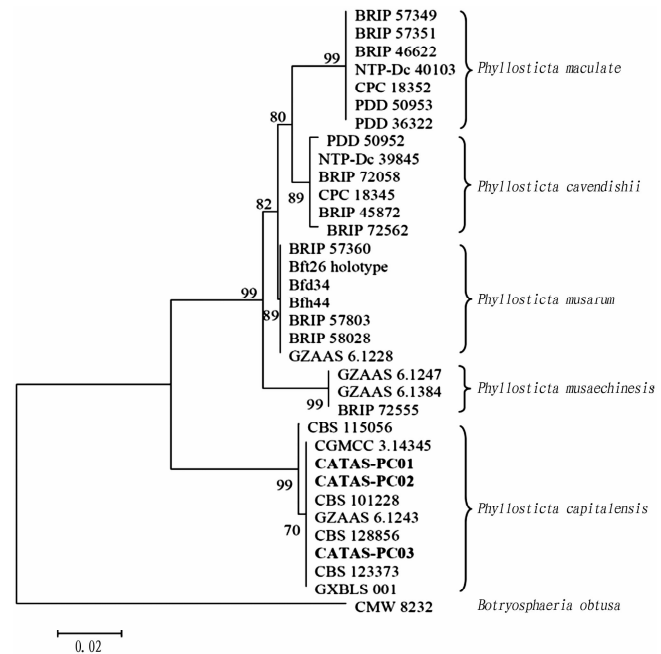 BRIP 57349
BRIP 57351
BRIP 46622
99
NTP-Dc 40103
Phyllosticta maculate
CPC 18352
PDD 50953
PDD 36322
80
PDD 50952
NTP-Dc 39845
BRIP 72058
Phyllosticta cavendishii
89
CPC 18345
BRIP 45872
82
BRIP 72562
BRIP 57360
Bft26 holotype
Bfd34
99
Bfh44
Phyllosticta musarum
89
BRIP 57803
BRIP 58028
GZAAS 6.1228
GZAAS 6.1247
GZAAS 6.1384
Phyllosticta musaechinesis
99
BRIP 72555
CBS 115056
CGMCC 3.14345
CATAS-PC01
CATAS-PC02
99
CBS 101228
Phyllosticta capitalensis
GZAAS 6.1243
70
CBS 128856
CATAS-PC03
CBS 123373
GXBLS 001
CMW 8232
Botryosphaeria obtusa
0.02